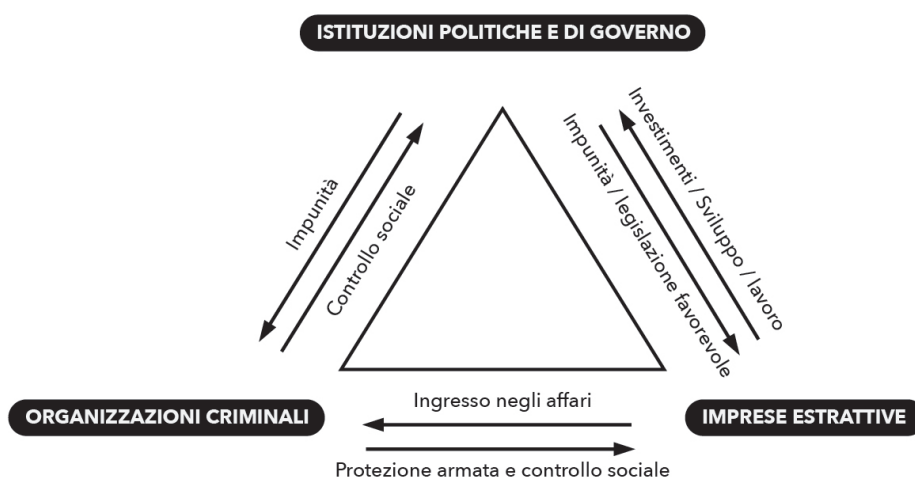 ISTITUZIONI POLITICHE E DI GOVERNO
Impunità
Controllo sociale
Impunità / legislazione favorevole
Investimenti / Sviluppo / lavoro
ORGANIZZAZIONI CRIMINALI
Ingresso negli affari
IMPRESE ESTRATTIVE
Protezione armata e controllo sociale